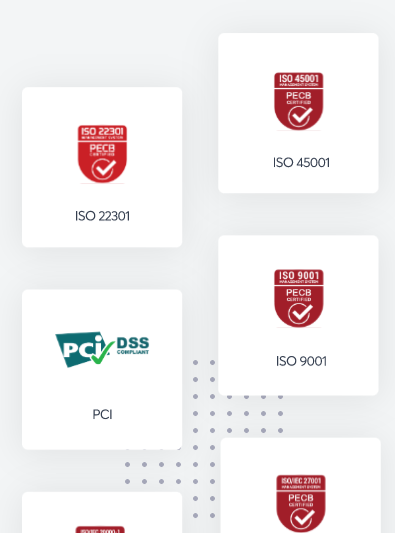 ISO 45001
MANAGEMENT SYSTEM
PECB
CERTIFIED
ISO 45001
ISO 22301
MANAGEMENT SYSTEM
PECB
CERTIFIED
ISO 22301
ISO 9001
MANAGEMENT SYSTEM
PECB
CERTIFIED
ISO 9001
PCi
DSS
COMPLIANT
PCI
ISO/IEC 27001
MANAGEMENT SYSTEM
PECB
CERTIFIED